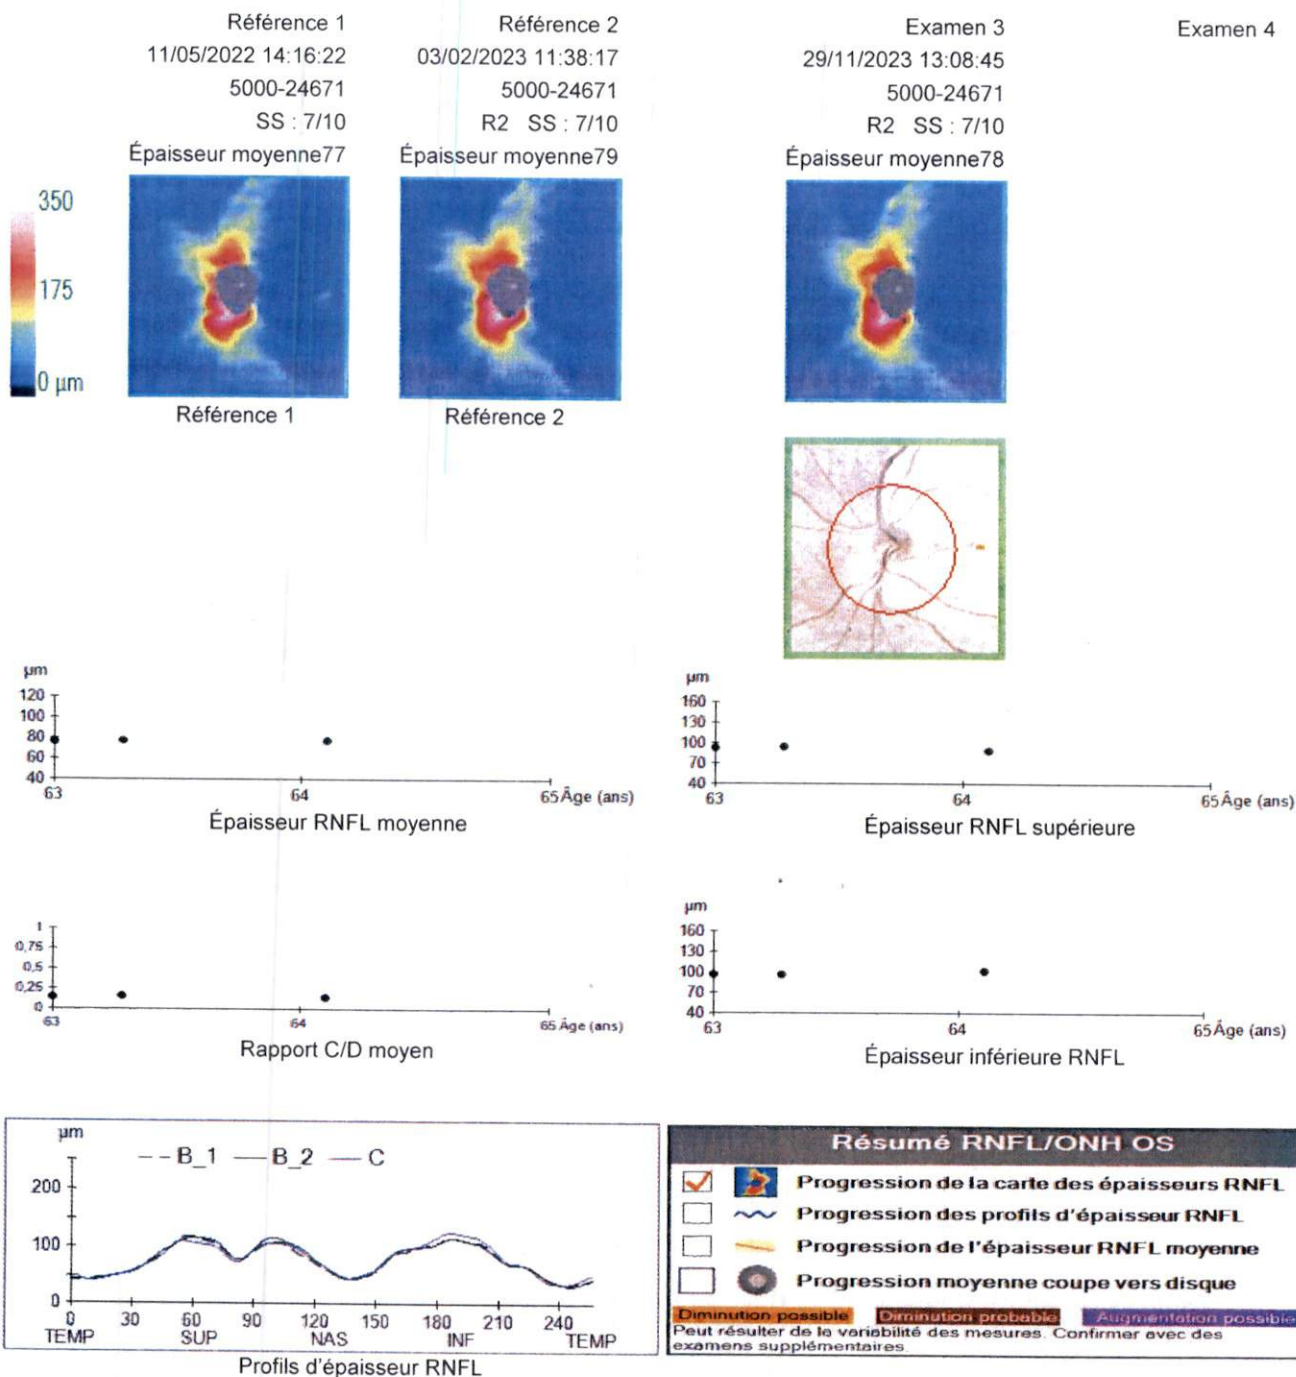 Référence 1
11/05/2022 14:16:22
5000-24671
SS : 7/10
Épaisseur moyenne77
Référence 2
03/02/2023 11:38:17
5000-24671
R2 SS : 7/10
Épaisseur moyenne79
Examen 3
29/11/2023 13:08:45
5000-24671
R2 SS : 7/10
Épaisseur moyenne78
Examen 4
350
175
0 µm
Référence 1
Référence 2
µm
120
100
80
60
40
63
64
65 Âge (ans)
Épaisseur RNFL moyenne
µm
160
130
100
70
40
63
64
65 Âge (ans)
Épaisseur RNFL supérieure
1
0,75
0,5
0,25
0
63
64
65 Âge (ans)
Rapport C/D moyen
µm
160
130
100
70
40
63
64
65 Âge (ans)
Épaisseur inférieure RNFL
µm
B_1 B_2 C
200
100
0
0 30 60 90 120 150 180 210 240
TEMP SUP NAS INF TEMP
Profils d'épaisseur RNFL
Résumé RNFL/ONH OS
Progression de la carte des épaisseurs RNFL
Progression des profils d'épaisseur RNFL
Progression de l'épaisseur RNFL moyenne
Progression moyenne coupe vers disque
Diminution possible Diminution probable Augmentation possible
Peut résulter de la variabilité des mesures. Confirmer avec des
examens supplémentaires.